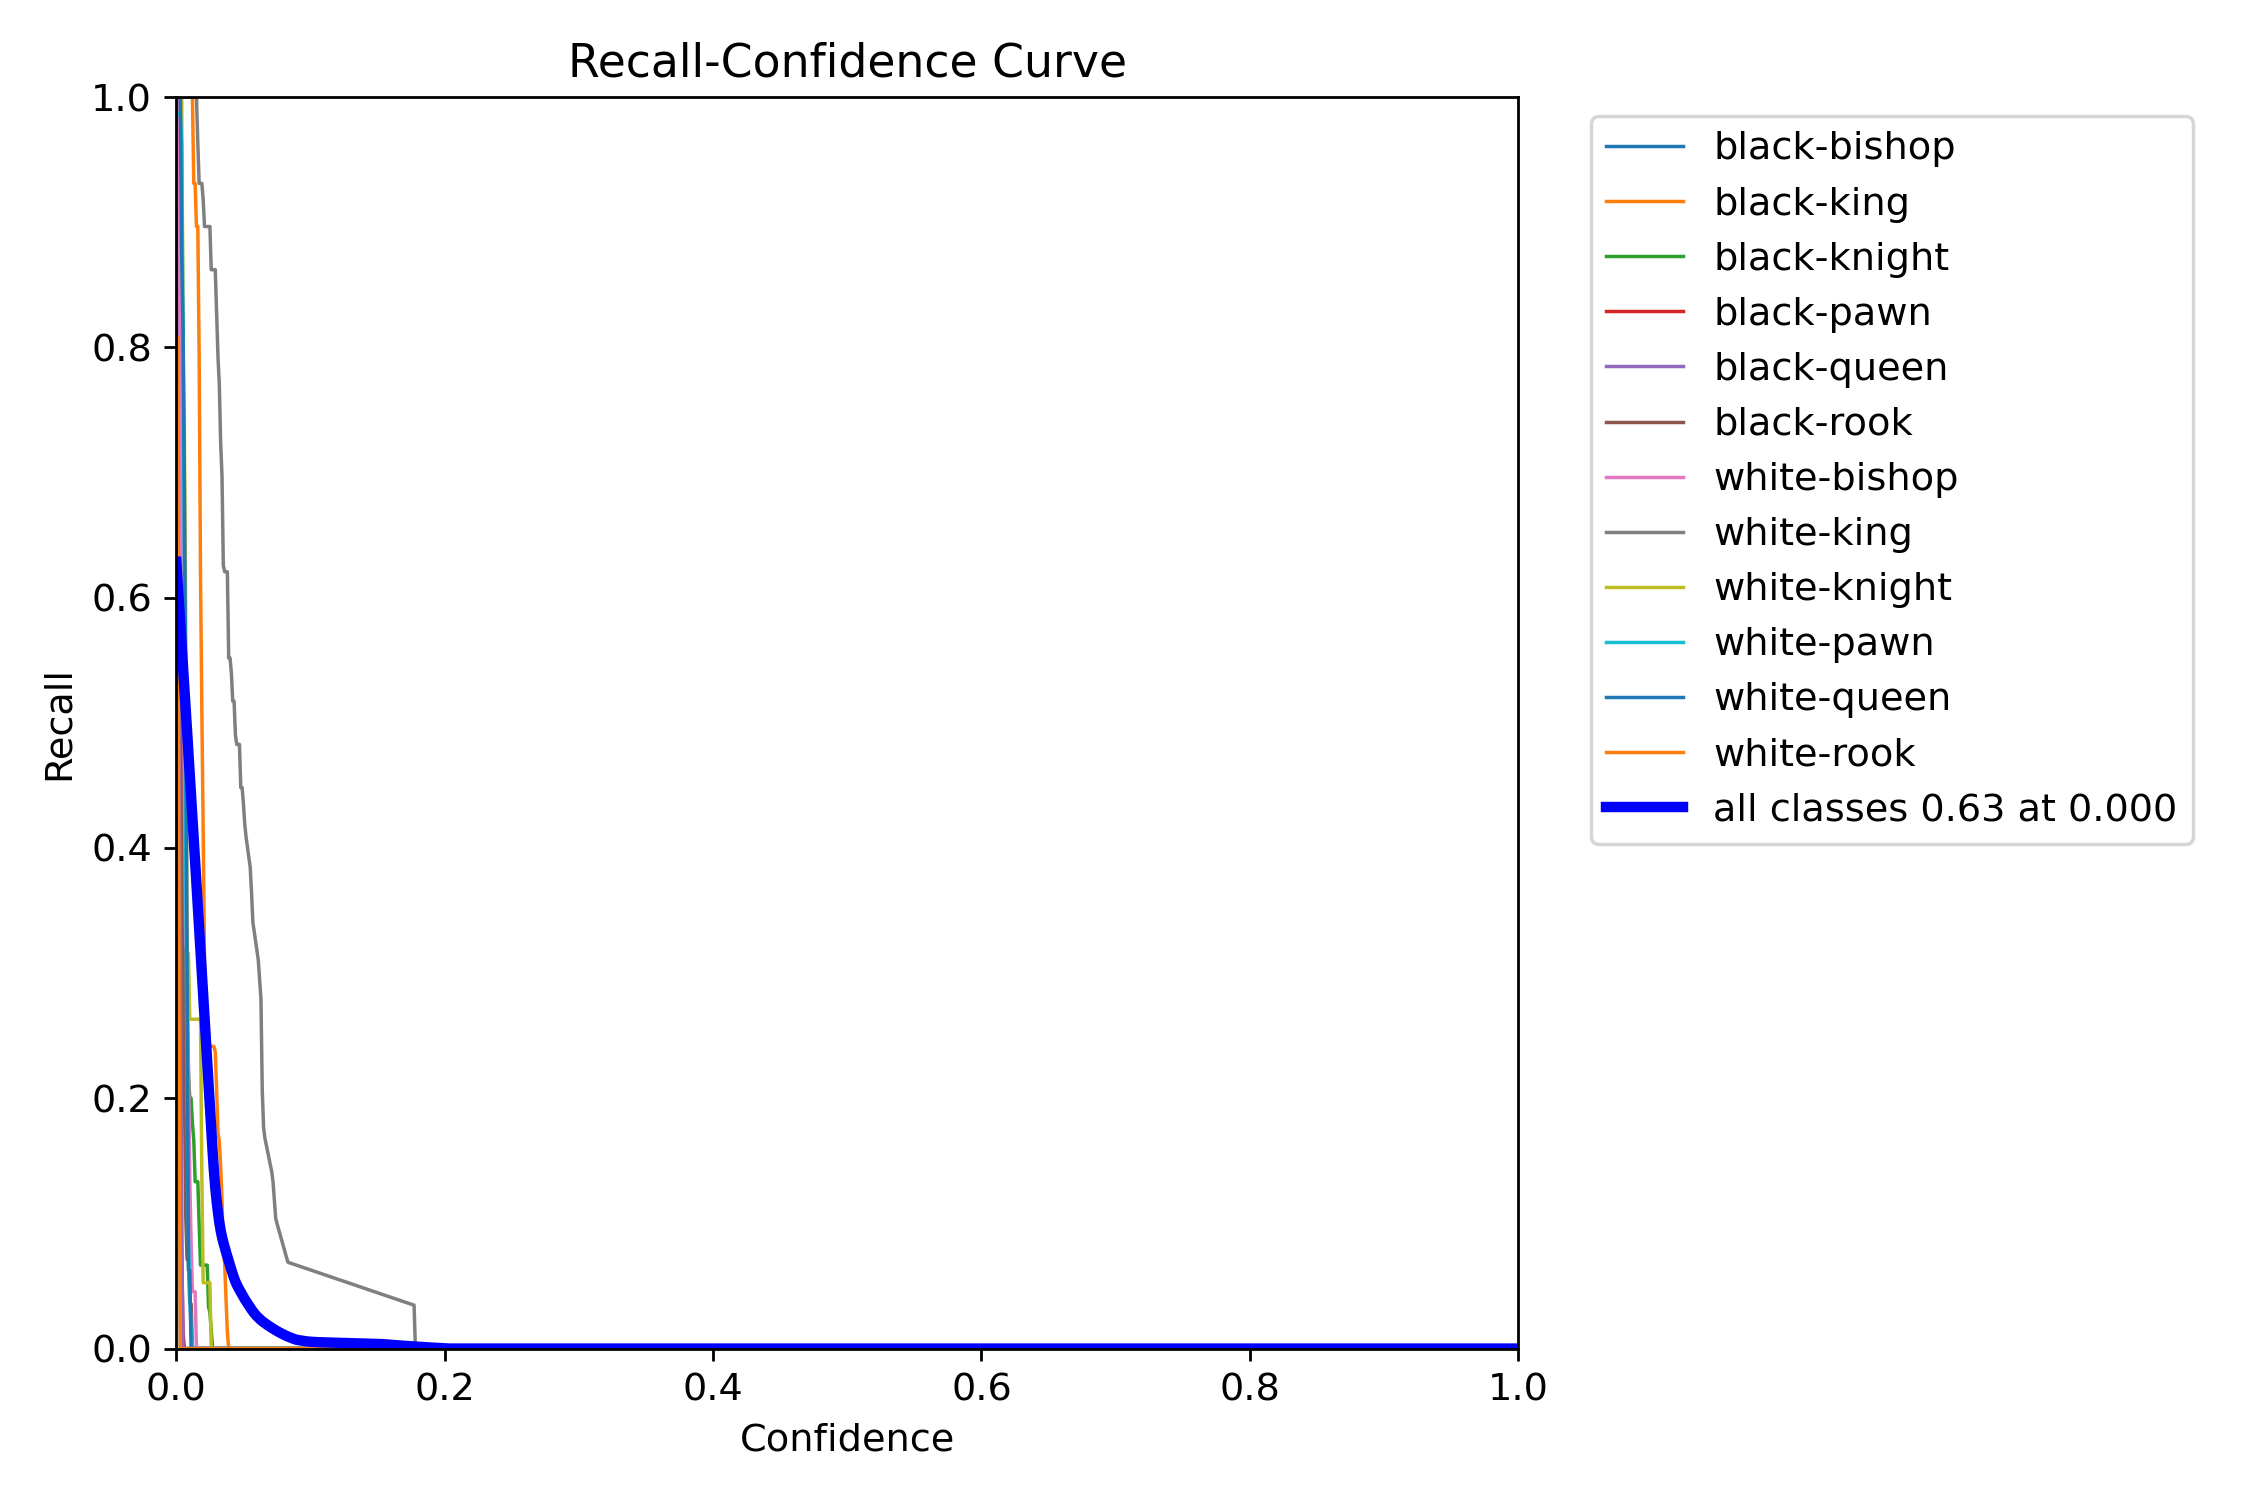 Recall-Confidence Curve
1.0
0.8
0.6
0.4
0.2
0.0
Recall
0.0 0.2 0.4 0.6 0.8 1.0
Confidence
black-bishop
black-king
black-knight
black-pawn
black-queen
black-rook
white-bishop
white-king
white-knight
white-pawn
white-queen
white-rook
all classes 0.63 at 0.000